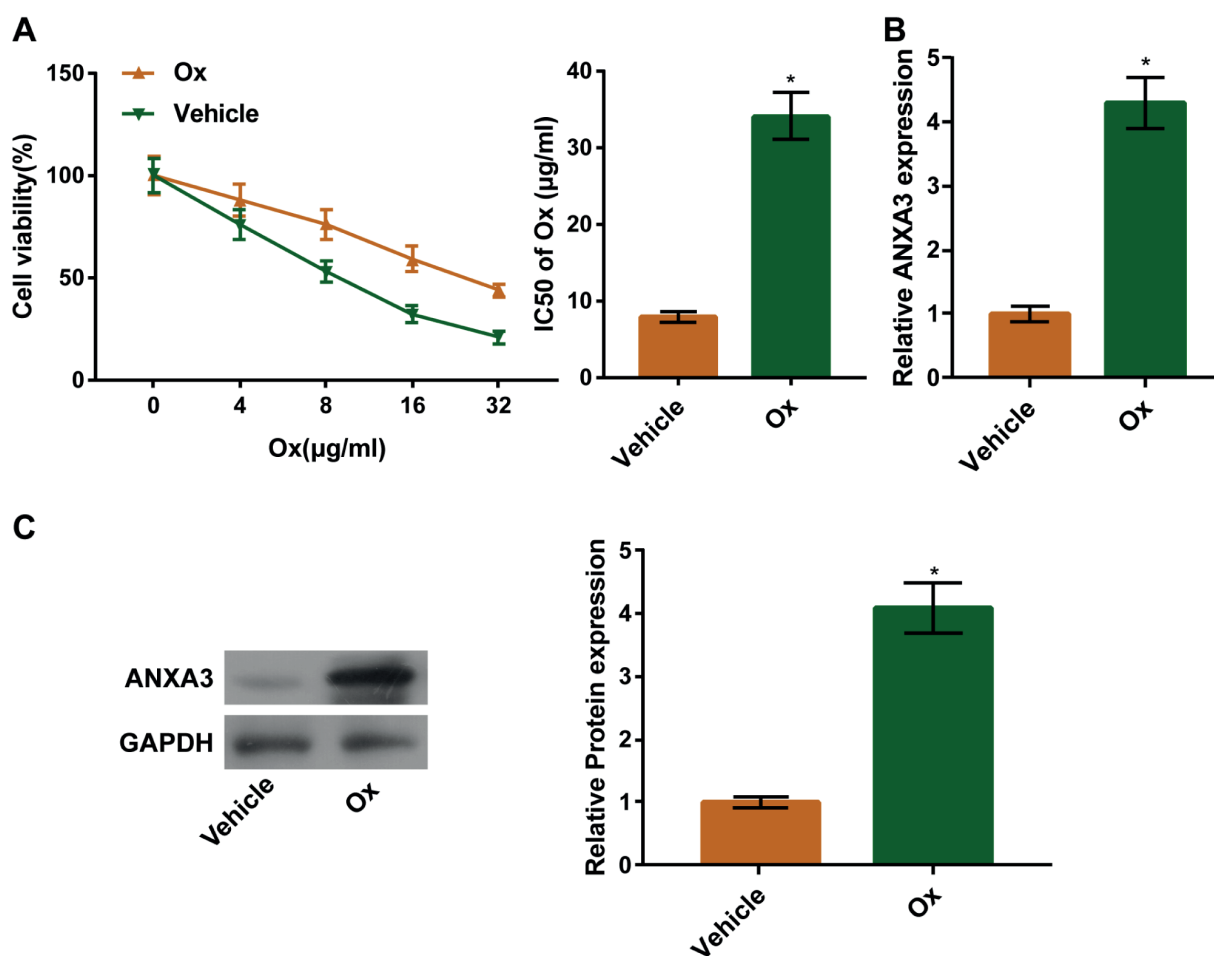 A
150
100
50
0
Cell viability(%)
Ox
Vehicle
0 4 8 16 32
Ox(µg/ml)
40
30
20
10
0
IC50 of Ox (µg/ml)
*
Vehicle
Ox
B
5
4
3
2
1
0
Relative ANXA3 expression
*
Vehicle
Ox
C
ANXA3
GAPDH
Vehicle
Ox
5
4
3
2
1
0
Relative Protein expression
*
Vehicle
Ox